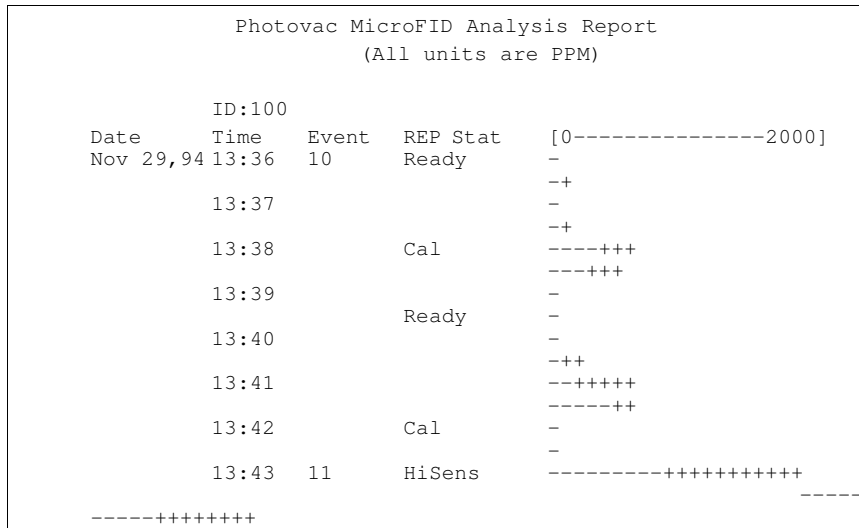 Photovac MicroFID Analysis Report
(All units are PPM)
ID:100
Date Time Event REP Stat [0---------------2000]
Nov 29,94 13:36 10 Ready -
-+
13:37 -
-+
13:38 Cal ----+++
---+++
13:39 -
Ready -
13:40 -
-++
13:41 --+++++
-----++
13:42 Cal -
-
13:43 11 HiSens ---------+++++++++++
-----
-----++++++++